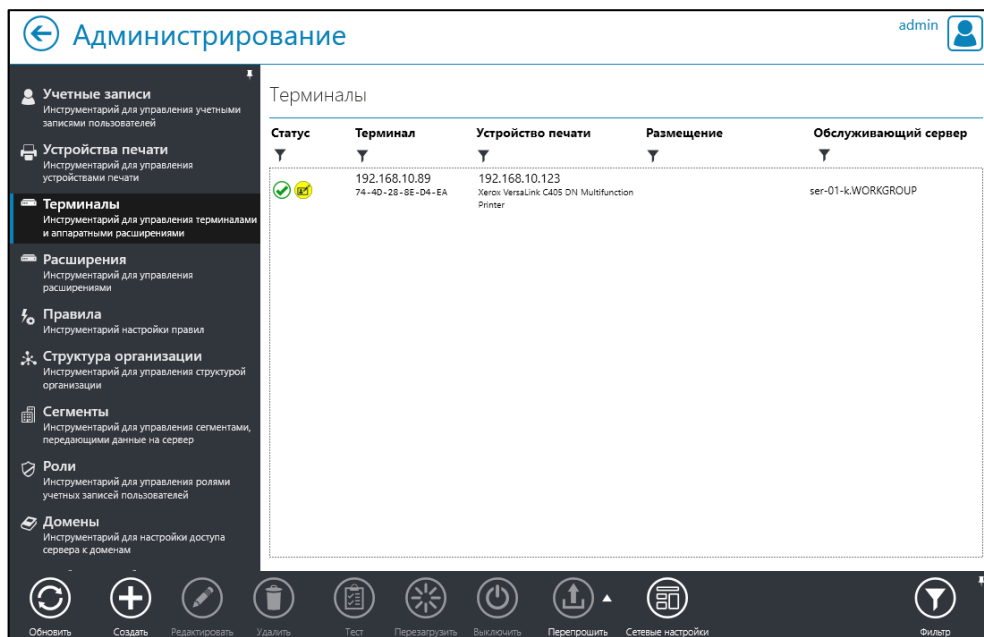 Администрирование
admin
Учетные записи
Инструментарий для управления учетными
записями пользователей
Устройства печати
Инструментарий для управления
устройствами печати
Терминалы
Инструментарий для управления терминалами
и аппаратными расширениями
Расширения
Инструментарий для управления
расширениями
Правила
Инструментарий настройки правил
Структура организации
Инструментарий для управления структурой
организации
Сегменты
Инструментарий для управления сегментами,
передающими данные на сервер
Роли
Инструментарий для управления ролями
учетных записей пользователей
Домены
Инструментарий для настройки доступа
сервера к доменам
Терминалы
Статус Терминал Устройство печати Размещение Обслуживающий сервер
192.168.10.89 192.168.10.123
74-4D-28-8E-D4-EA Xerox VersaLink C405 DN Multifunction ser-01-k.WORKGROUP
Printer
Обновить Создать Редактировать Удалить Тест Перезагрузить Выключить Перепрошить Сетевые настройки Фильтр